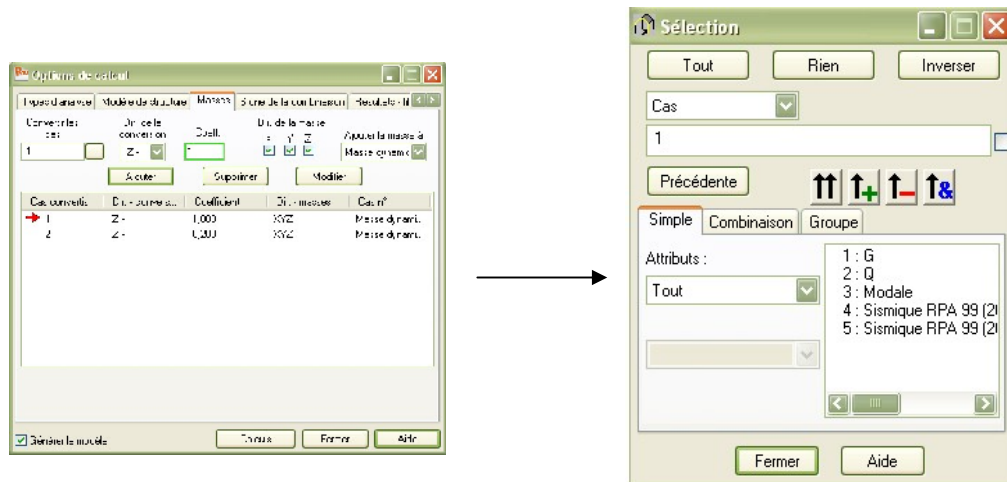 Options de calcul
Types d'analyse Modèle de structure Masses Signe de la combinaison Résultats - fil
Convertir les cas Dir. de la conversion Coeff. Dir. de la masse Ajouter la masse à
X Y Z
1 Z - Masse dynamic
Ajouter Supprimer Modifier
Cas convertis Coefficient Dir. - masses Cas n°
1 Z - 1,000 XYZ Masse dynami...
2 Z - 0,200 XYZ Masse dynami...
Générer le modèle Calculs Fermer Aide
Sélection
Tout Rien Inverser
Cas
1
Précédente
&
Simple Combinaison Groupe
Attributs :
Tout
1 : G
2 : Q
3 : Modale
4 : Sismique RPA 99 (2
5 : Sismique RPA 99 (2
Fermer Aide